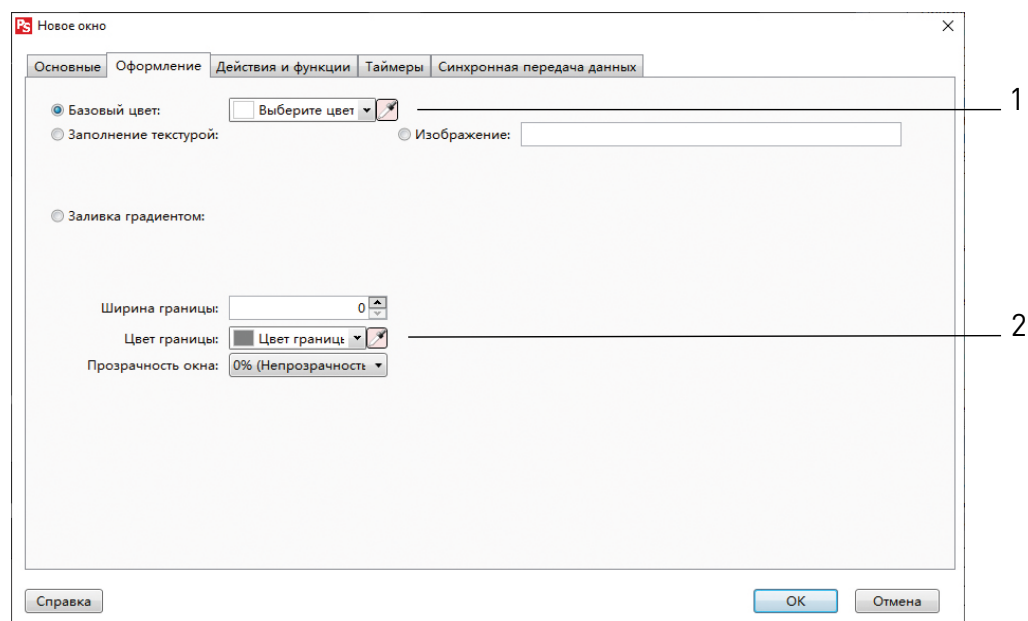 PS Новое окно
Основные Оформление Действия и функции Таймеры Синхронная передача данных
Базовый цвет: Выберите цвет 1
Заполнение текстурой: Изображение:
Заливка градиентом:
Ширина границы: 0
Цвет границы: Цвет границы 2
Прозрачность окна: 0% (Непрозрачность
Справка OK Отмена